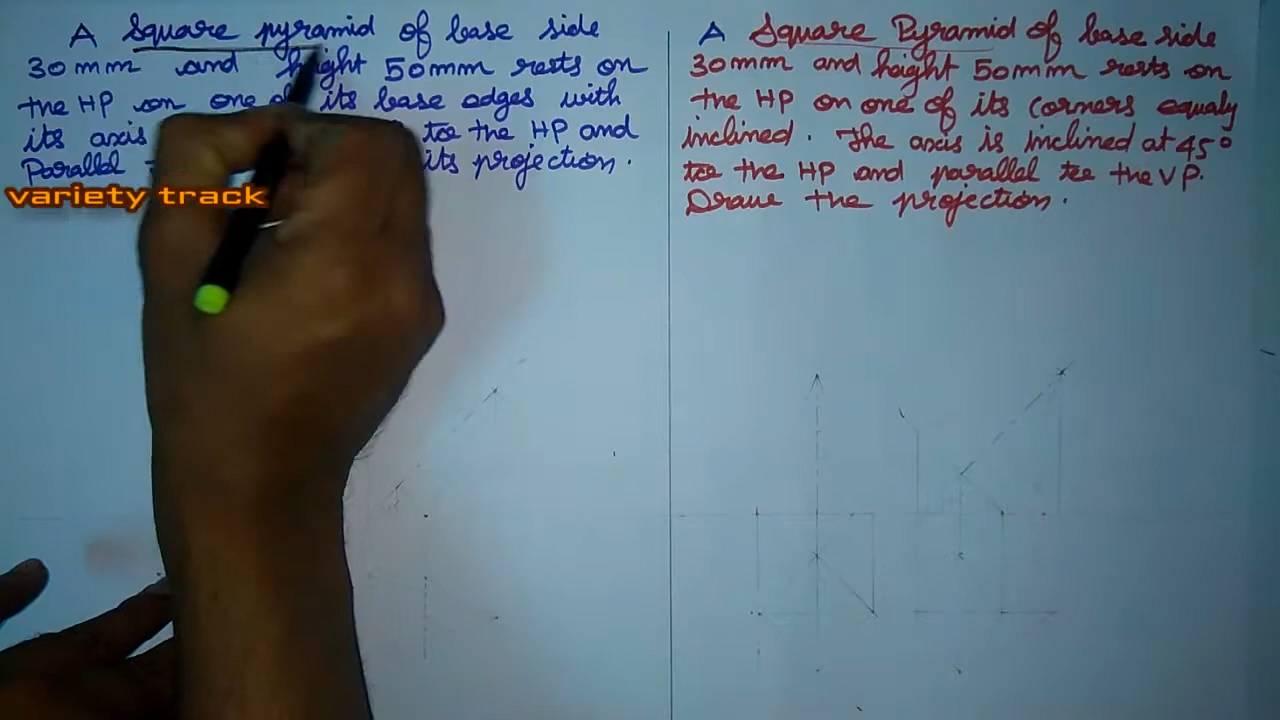 A Square pyramid of base side
30mm and height 50mm rests on
the HP on one of its base edges with
its axis to the HP and
Parallel its projection.
variety track
A Square Pyramid of base side
30mm and height 50mm rests on
the HP on one of its corners equaly
inclined. The axis is inclined at 45°
to the HP and parallel to the VP.
Draw the projection.